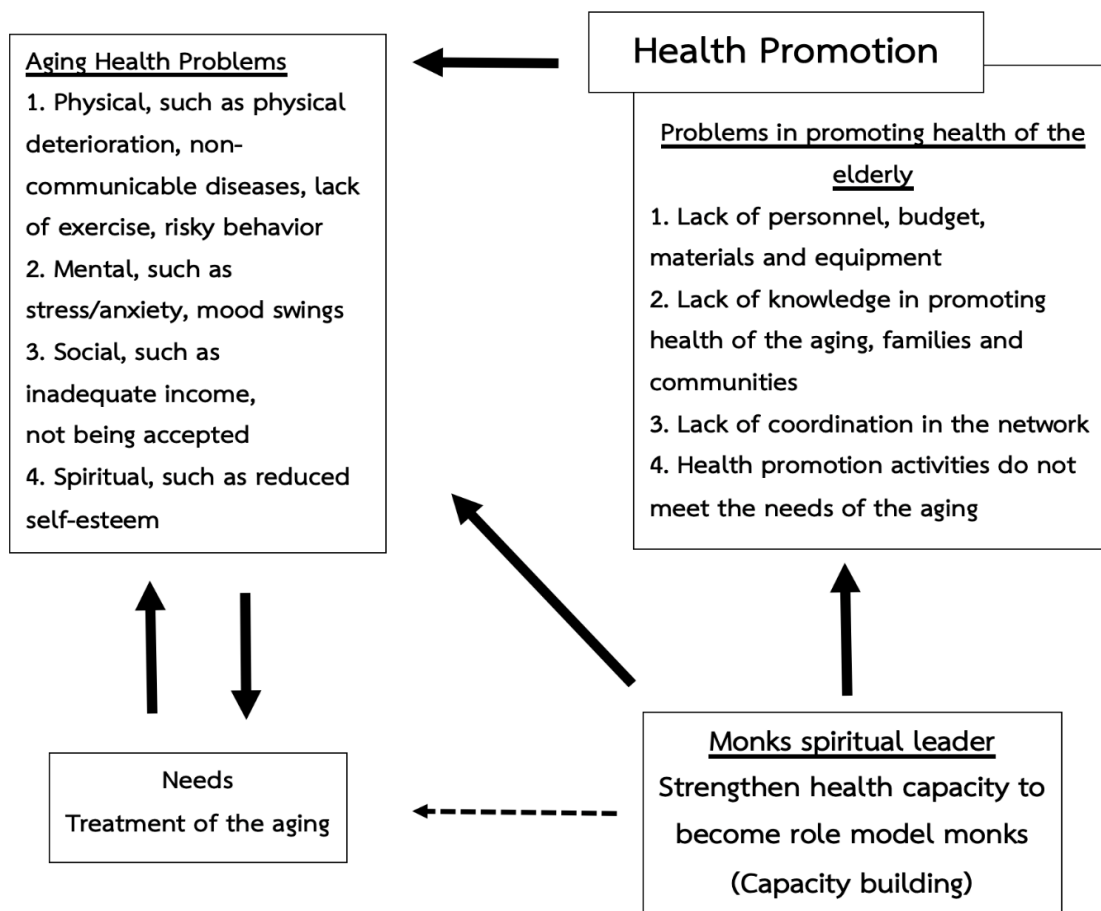 Aging Health Problems
1. Physical, such as physical
deterioration, non-
communicable diseases, lack
of exercise, risky behavior
2. Mental, such as
stress/anxiety, mood swings
3. Social, such as
inadequate income,
not being accepted
4. Spiritual, such as reduced
self-esteem
Health Promotion
Problems in promoting health of the
elderly
1. Lack of personnel, budget,
materials and equipment
2. Lack of knowledge in promoting
health of the aging, families and
communities
3. Lack of coordination in the network
4. Health promotion activities do not
meet the needs of the aging
Needs
Treatment of the aging
Monks spiritual leader
Strengthen health capacity to
become role model monks
(Capacity building)